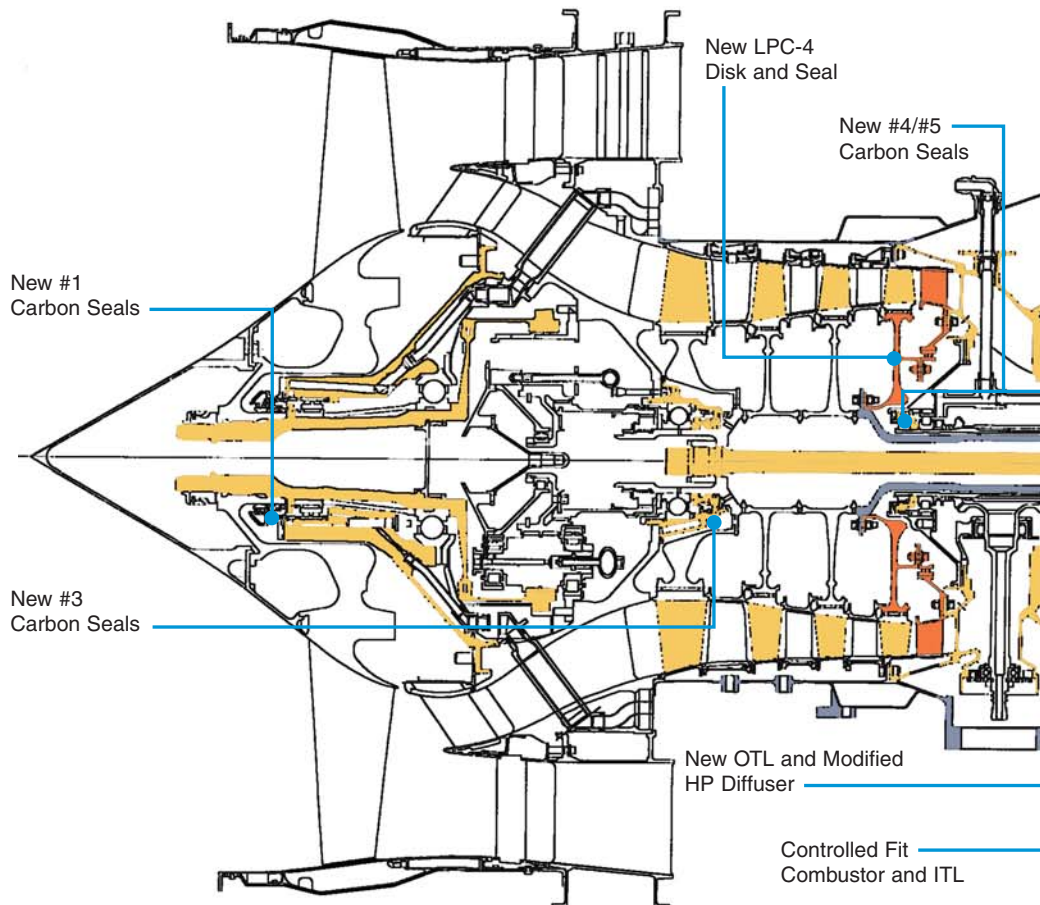 New LPC-4
Disk and Seal
New #4/#5
Carbon Seals
New #1
Carbon Seals
New #3
Carbon Seals
New OTL and Modified
HP Diffuser
Controlled Fit
Combustor and ITL